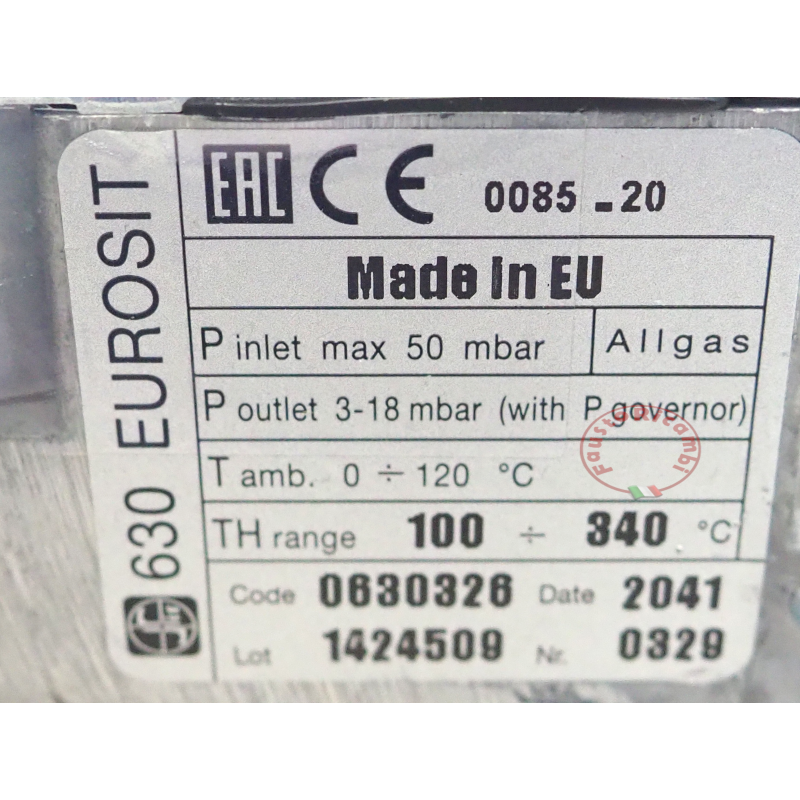 630 EUROSIT
EAC CE 0085 - 20
Made In EU
P inlet max 50 mbar Allgas
P outlet 3-18 mbar (with P governor)
T amb. 0 ÷ 120 °C
TH range 100 ÷ 340 °C
Code 0630326 Date 2041
Lot 1424509 Nr. 0329
FaustoRicambi